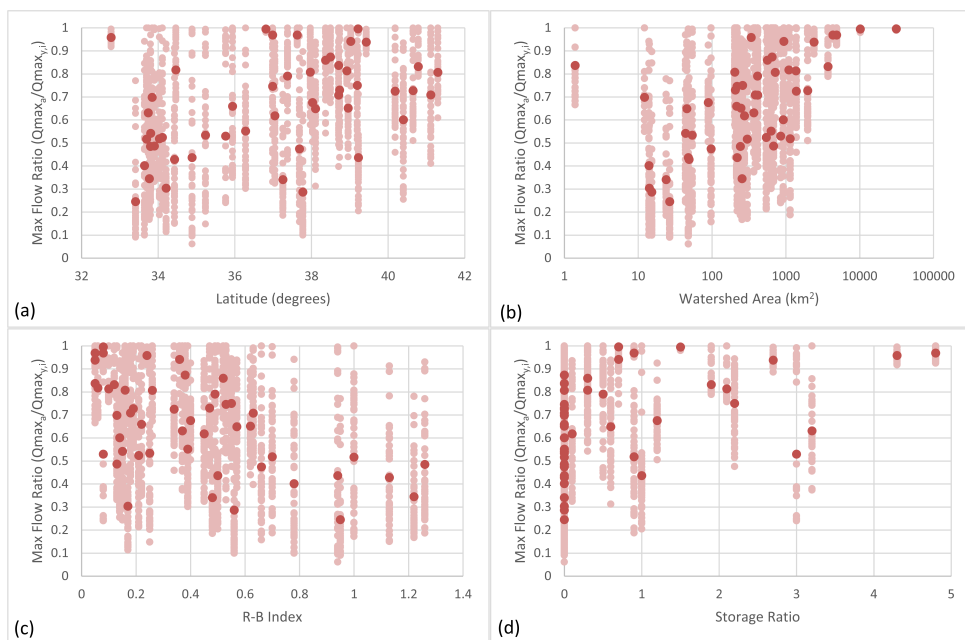 Max Flow Ratio (Qmaxₐ/Qmaxᵧ,ᵢ)
1
0.9
0.8
0.7
0.6
0.5
0.4
0.3
0.2
0.1
0
32 34 36 38 40 42
Latitude (degrees)
(a)
Max Flow Ratio (Qmaxₐ/Qmaxᵧ,ᵢ)
1
0.9
0.8
0.7
0.6
0.5
0.4
0.3
0.2
0.1
0
1 10 100 1000 10000 100000
Watershed Area (km²)
(b)
Max Flow Ratio (Qmaxₐ/Qmaxᵧ,ᵢ)
1
0.9
0.8
0.7
0.6
0.5
0.4
0.3
0.2
0.1
0
0 0.2 0.4 0.6 0.8 1 1.2 1.4
R-B Index
(c)
Max Flow Ratio (Qmaxₐ/Qmaxᵧ,ᵢ)
1
0.9
0.8
0.7
0.6
0.5
0.4
0.3
0.2
0.1
0
0 1 2 3 4 5
Storage Ratio
(d)